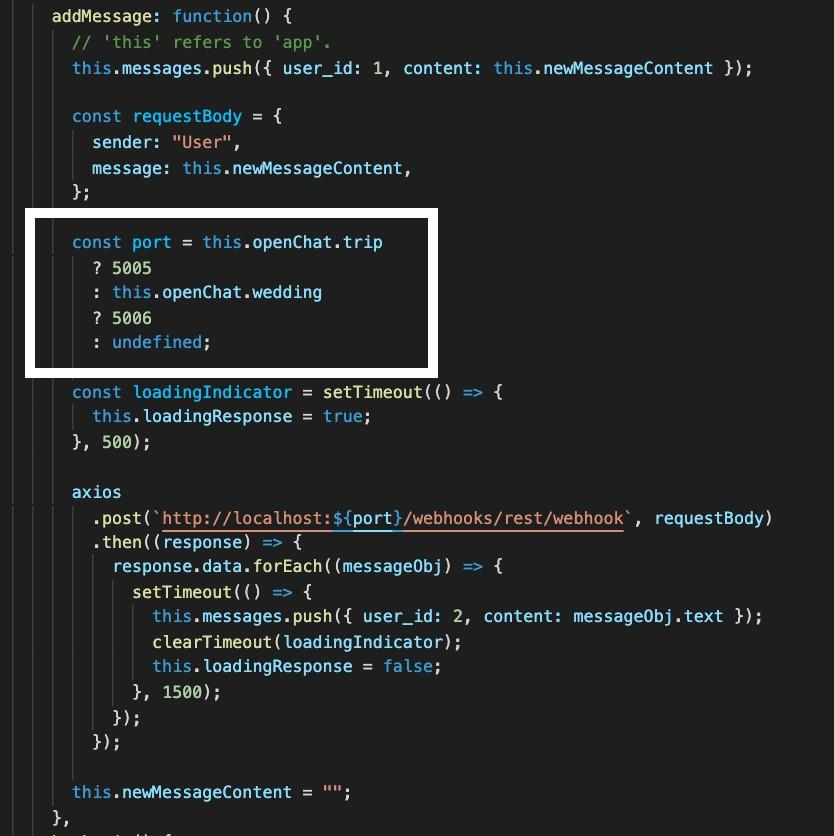 addMessage: function() {
// 'this' refers to 'app'.
this.messages.push({ user_id: 1, content: this.newMessageContent });
const requestBody = {
sender: "User",
message: this.newMessageContent,
};
const port = this.openChat.trip
? 5005
: this.openChat.wedding
? 5006
: undefined;
const loadingIndicator = setTimeout(() => {
this.loadingResponse = true;
}, 500);
axios
.post(`http://localhost:${port}/webhooks/rest/webhook`, requestBody)
.then((response) => {
response.data.forEach((messageObj) => {
setTimeout(() => {
this.messages.push({ user_id: 2, content: messageObj.text });
clearTimeout(loadingIndicator);
this.loadingResponse = false;
}, 1500);
});
});
this.newMessageContent = "";
},